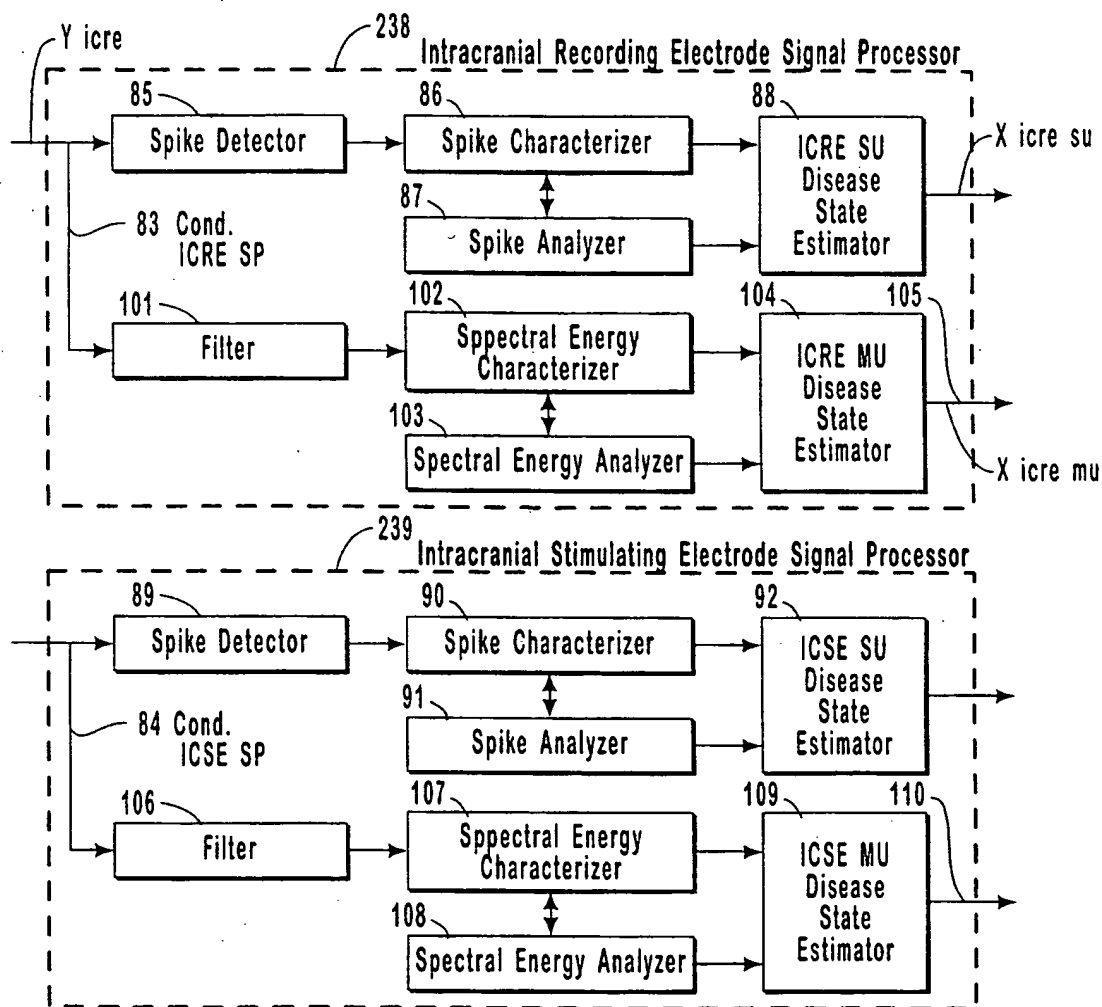 Y icre
238
Intracranial Recording Electrode Signal Processor
85
Spike Detector
86
Spike Characterizer
88
ICRE SU
Disease
State
Estimator
X icre su
83 Cond.
ICRE SP
87
Spike Analyzer
101
Filter
102
Sppectral Energy
Characterizer
104
105
ICRE MU
Disease
State
Estimator
103
Spectral Energy Analyzer
X icre mu
239
Intracranial Stimulating Electrode Signal Processor
89
Spike Detector
90
Spike Characterizer
92
ICSE SU
Disease
State
Estimator
84 Cond.
ICSE SP
91
Spike Analyzer
106
Filter
107
Sppectral Energy
Characterizer
109
110
ICSE MU
Disease
State
Estimator
108
Spectral Energy Analyzer